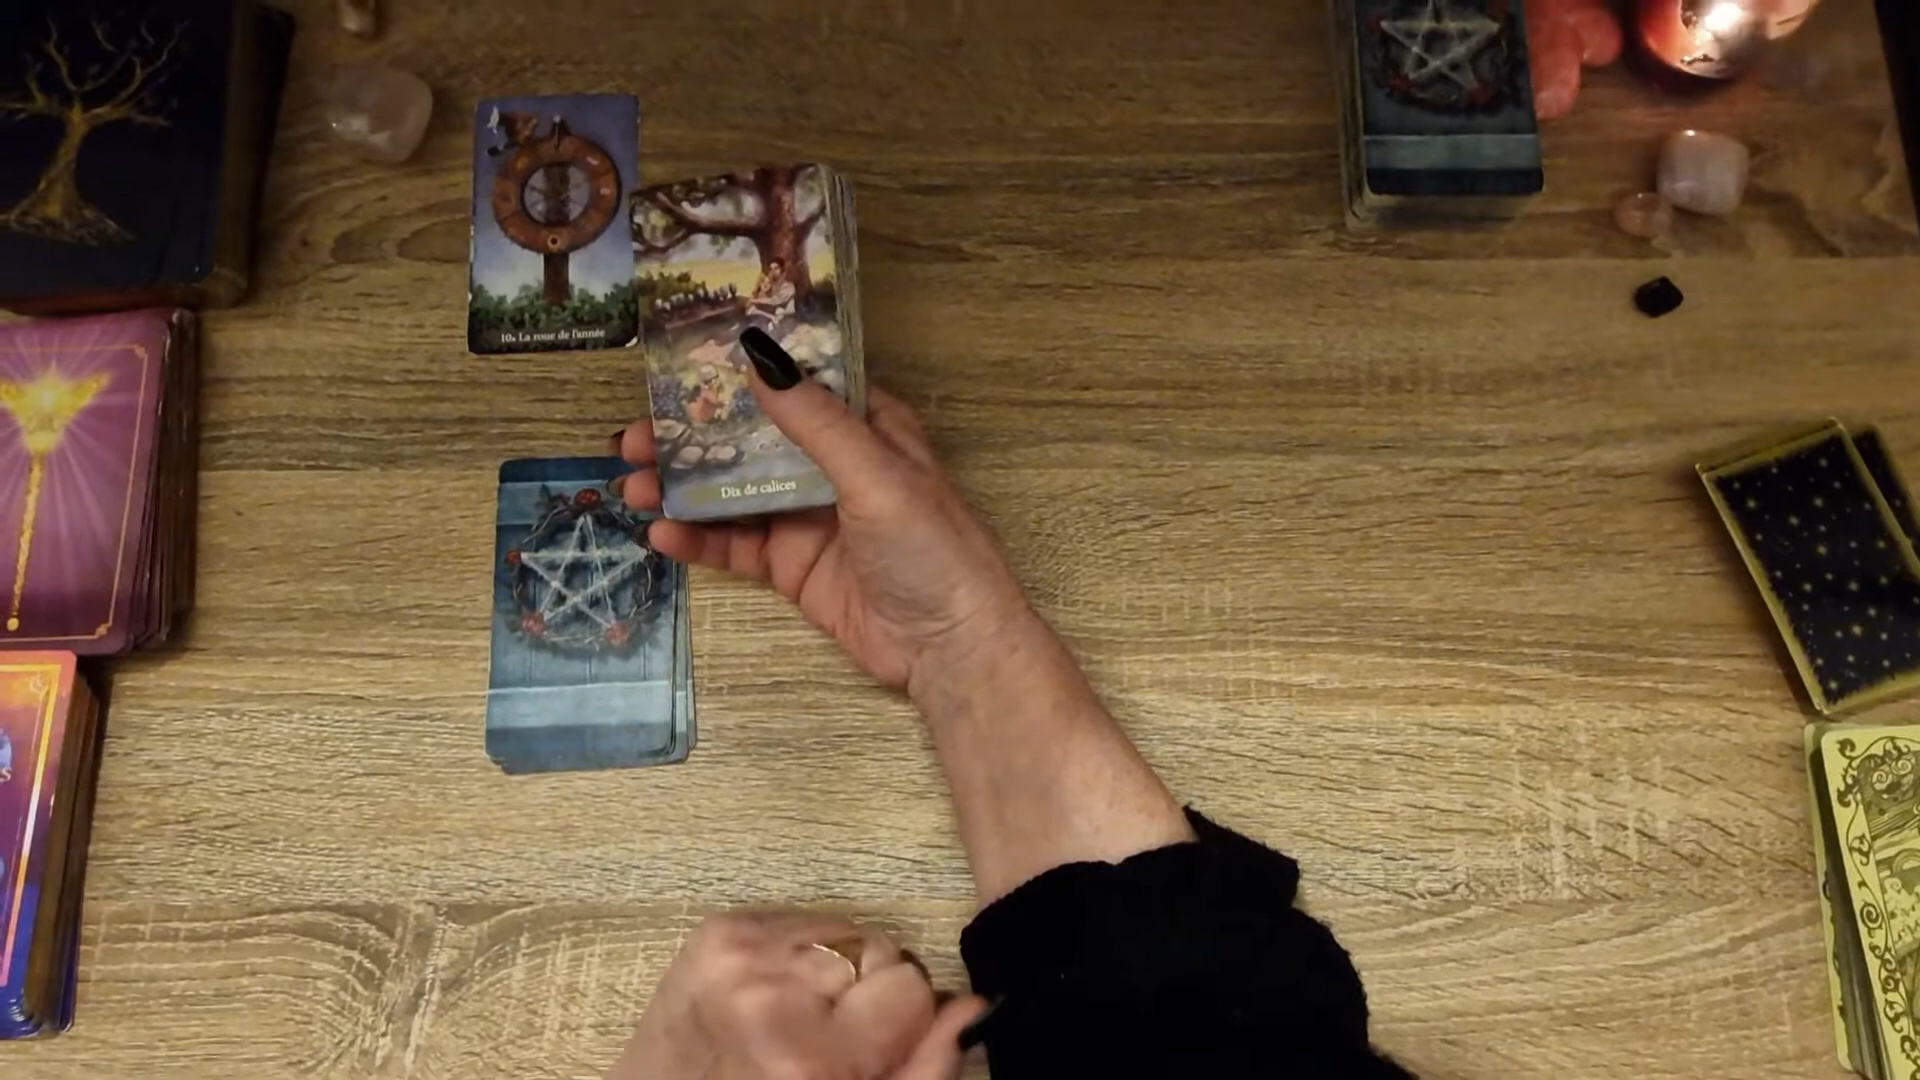 10. La roue de l'année
Dix de calices